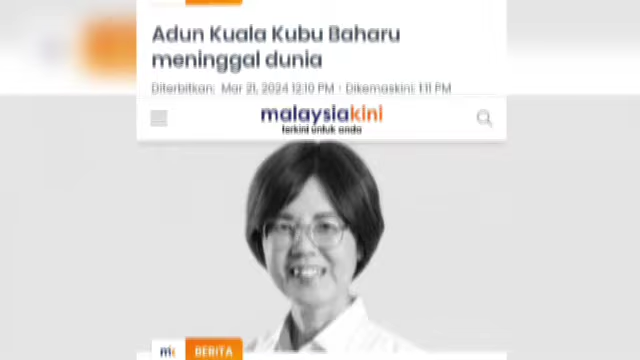 Adun Kuala Kubu Baharu
meninggal dunia
Diterbitkan: Mar 21, 2024 12:10 PM · Dikemaskini: 1:11 PM
malaysiakini
terkini untuk anda
mk BERITA